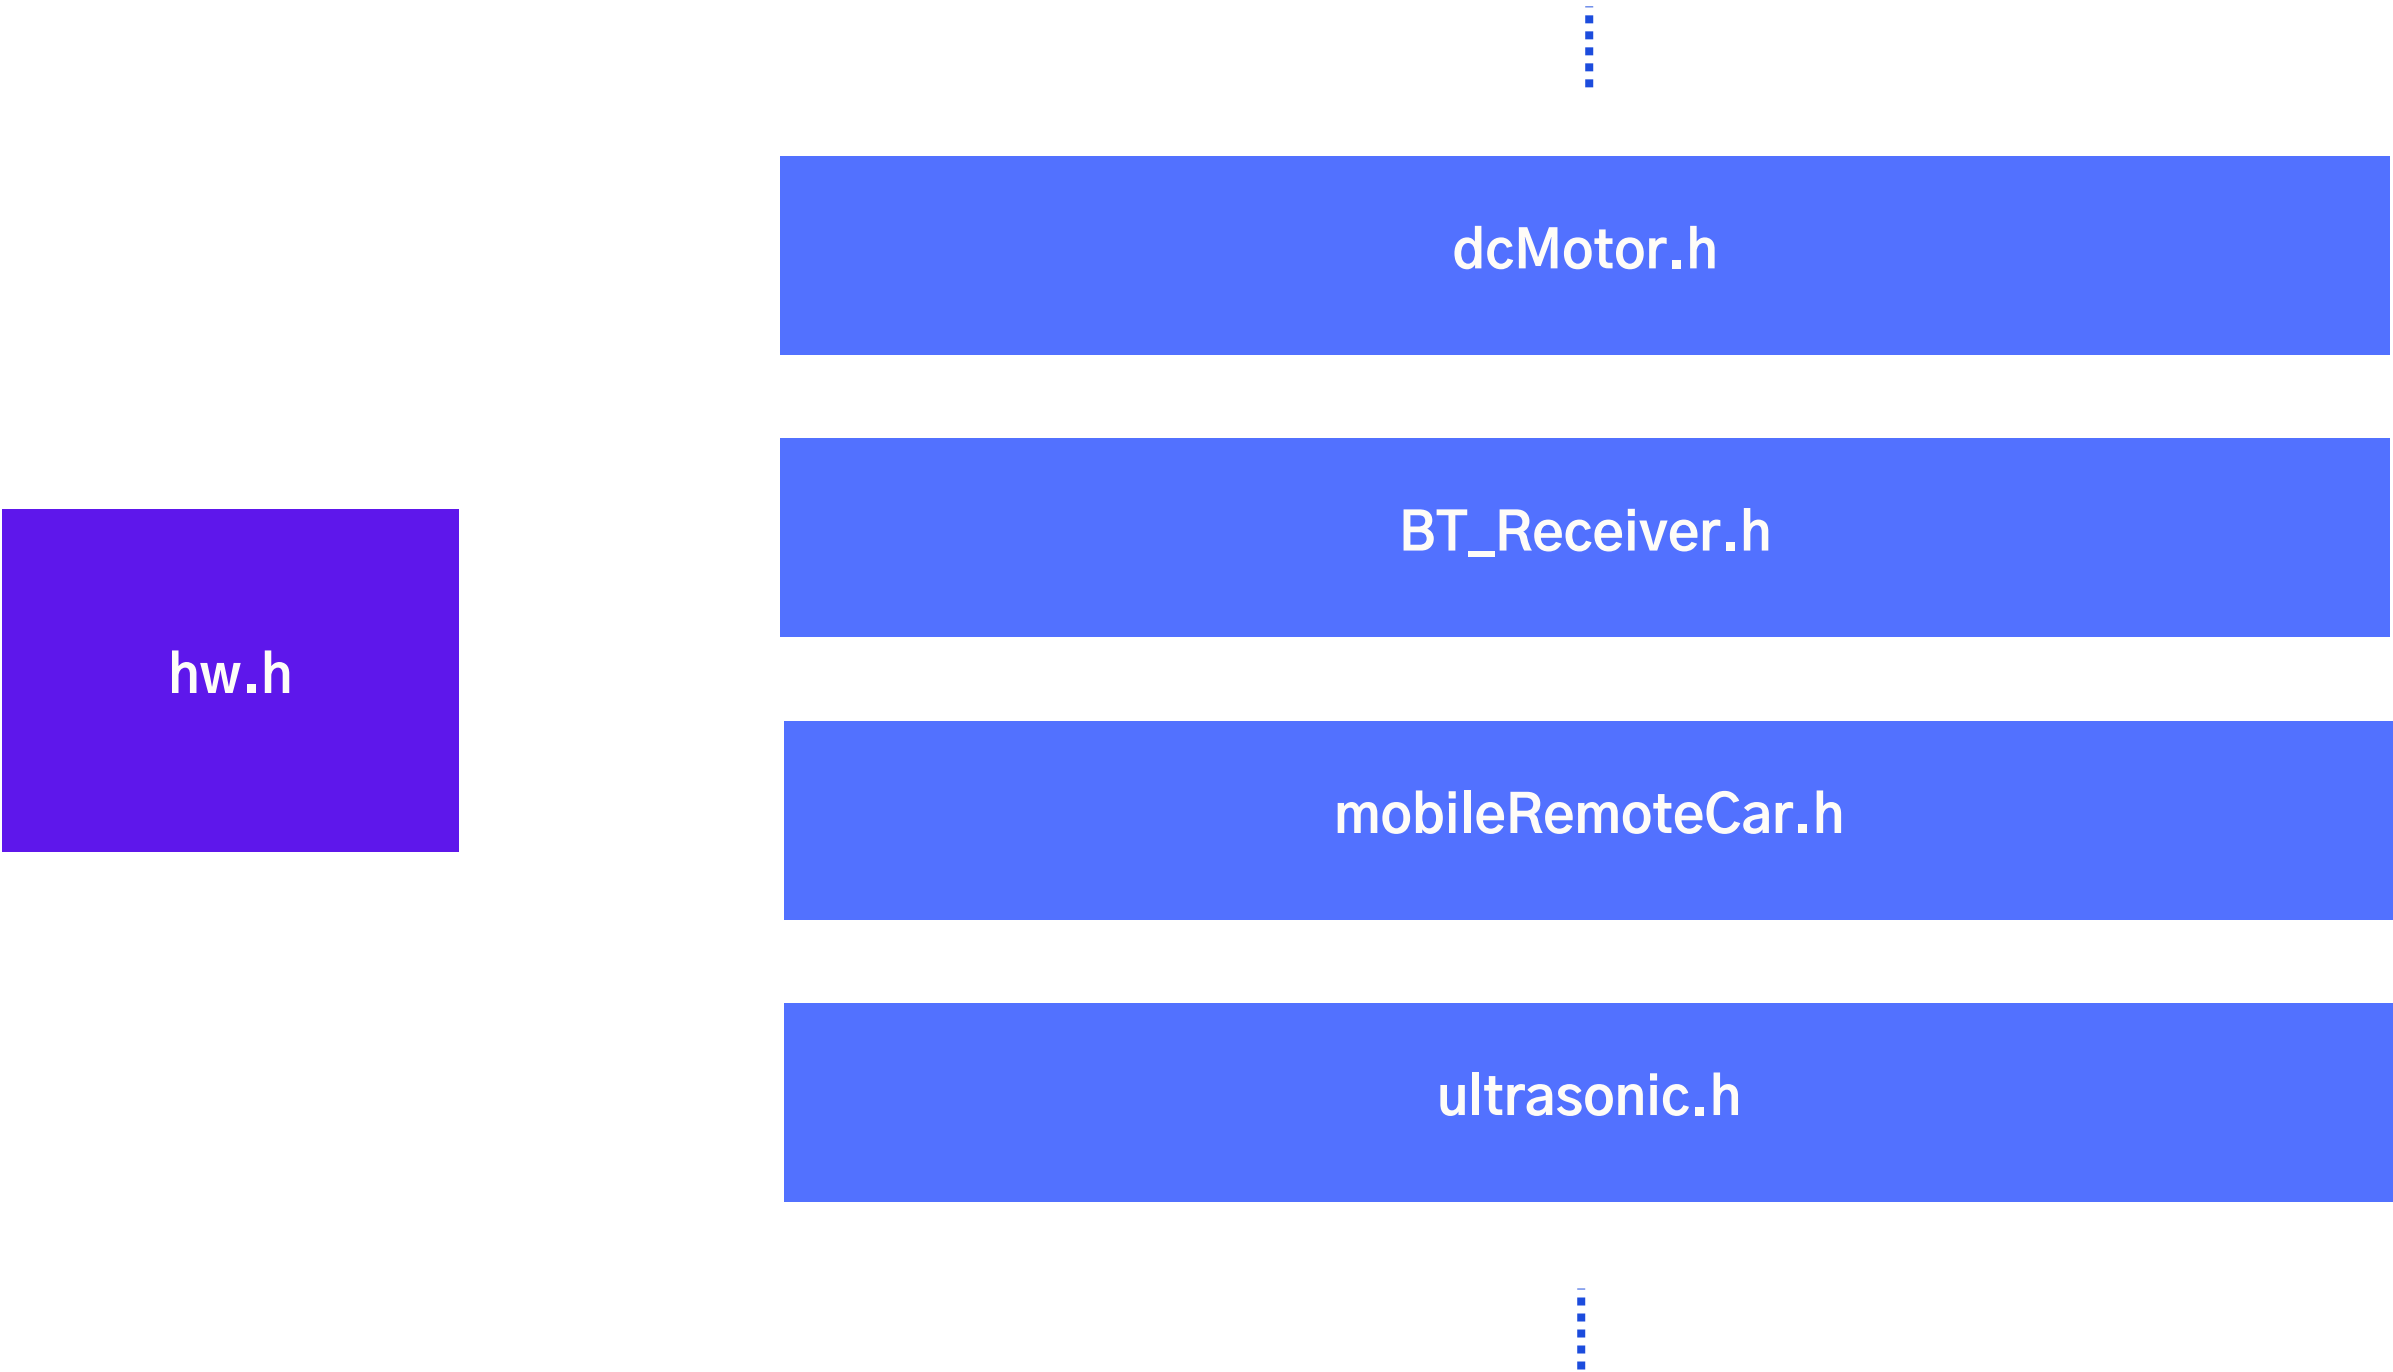 dcMotor.h
BT_Receiver.h
hw.h
mobileRemoteCar.h
ultrasonic.h